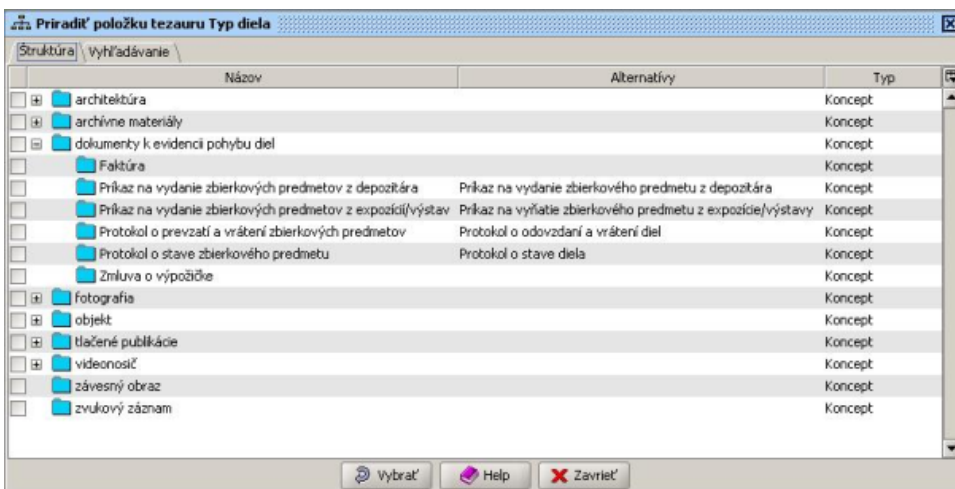 Priradiť položku tezauru Typ diela
Štruktúra Vyhľadávanie
Názov Alternatívy Typ
architektúra Koncept
archívne materiály Koncept
dokumenty k evidencii pohybu diel Koncept
Faktúra Koncept
Príkaz na vydanie zbierkových predmetov z depozitára Príkaz na vydanie zbierkového predmetu z depozitára Koncept
Príkaz na vydanie zbierkových predmetov z expozícií/výstav Príkaz na vyňatie zbierkového predmetu z expozície/výstavy Koncept
Protokol o prevzatí a vrátení zbierkových predmetov Protokol o odovzdaní a vrátení diel Koncept
Protokol o stave zbierkového predmetu Protokol o stave diela Koncept
Zmluva o výpožičke Koncept
fotografia Koncept
objekt Koncept
tlačené publikácie Koncept
videonosič Koncept
závesný obraz Koncept
zvukový záznam Koncept
Vybrať Help Zavrieť